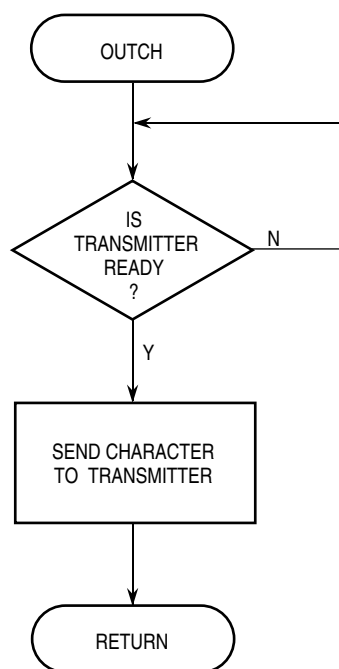 OUTCH
IS
TRANSMITTER
READY
?
N
Y
SEND CHARACTER
TO TRANSMITTER
RETURN